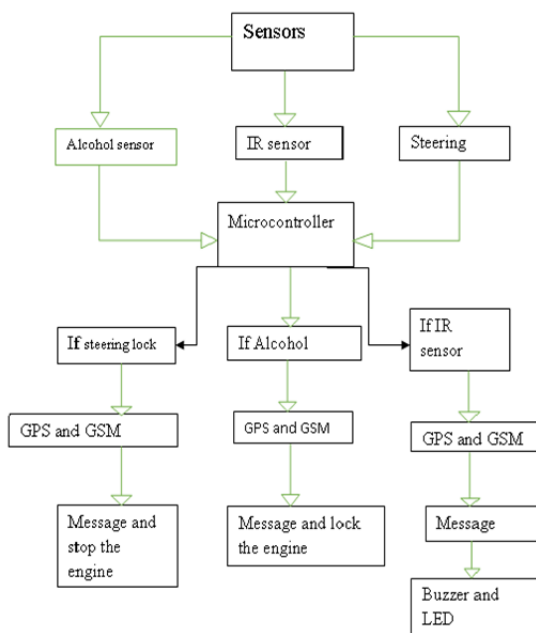 Sensors
Alcohol sensor
IR sensor
Steering
Microcontroller
If steering lock
If Alcohol
If IR
sensor
GPS and GSM
GPS and GSM
GPS and GSM
Message and
stop the
engine
Message and lock
the engine
Message
Buzzer and
LED